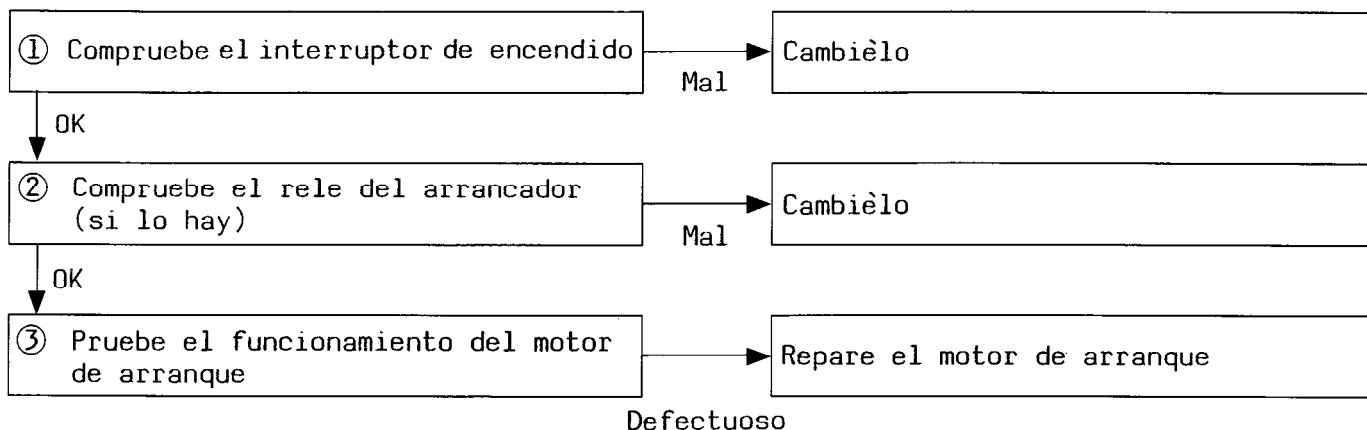 ① Compruebe el interruptor de encendido
Mal
Cambièlo
OK
② Compruebe el rele del arrancador
(si lo hay)
Mal
Cambièlo
OK
③ Pruebe el funcionamiento del motor
de arranque
Defectuoso
Repare el motor de arranque